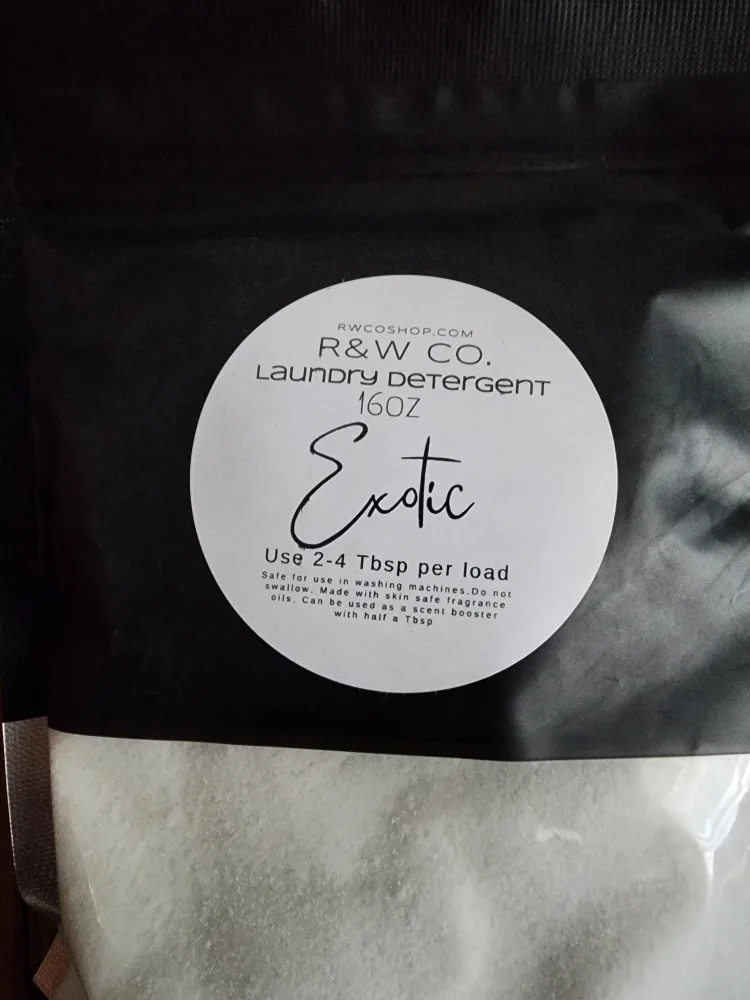 RWCOSHOP.COM
R&W CO.
Laundry Detergent
16OZ
Exotic
Use 2-4 Tbsp per load
Safe for use in washing machines.Do not
swallow. Made with skin safe fragrance
oils. Can be used as a scent booster
with half a Tbsp